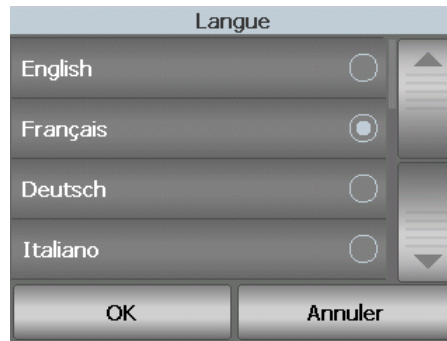 Langue
English
Français
Deutsch
Italiano
OK Annuler